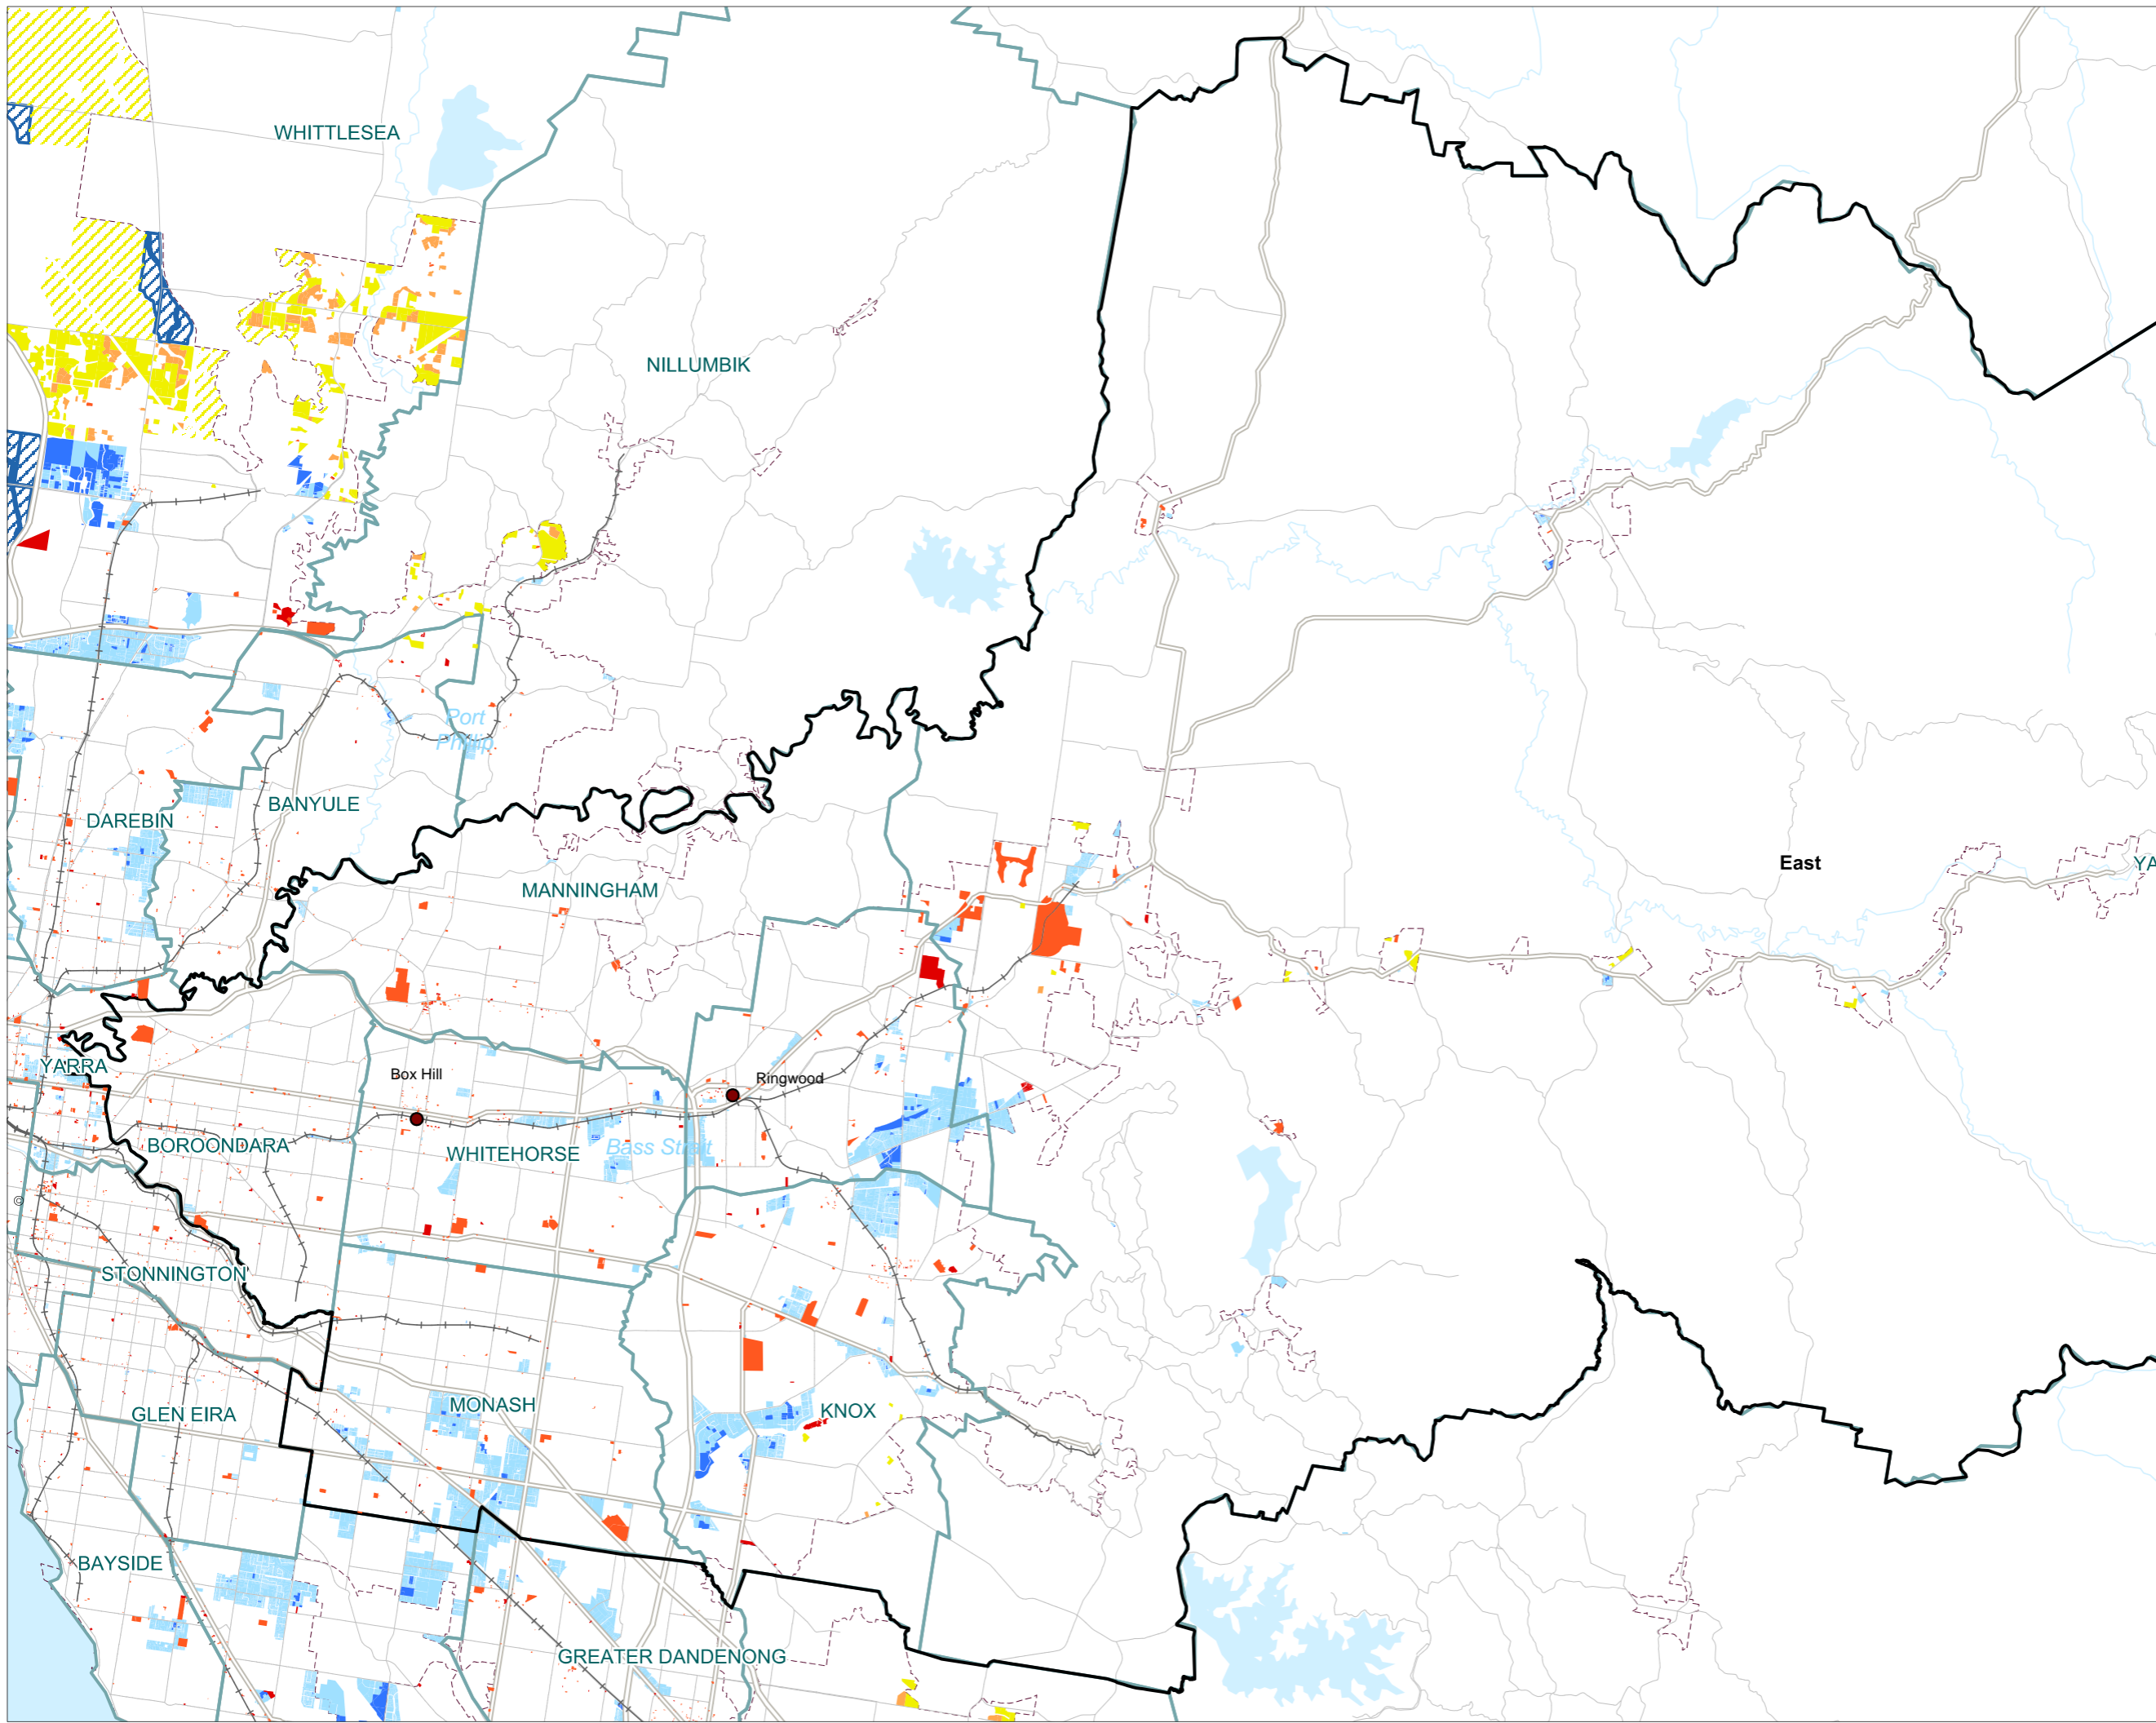 WHITTLESEA
NILLUMBIK
Port
Phillip
BANYULE
DAREBIN
East
YA
MANNINGHAM
YARRA
Box Hill
Ringwood
BOROONDARA
WHITEHORSE
Bass Strait
©
STONNINGTON
GLEN EIRA
MONASH
KNOX
BAYSIDE
GREATER DANDENONG